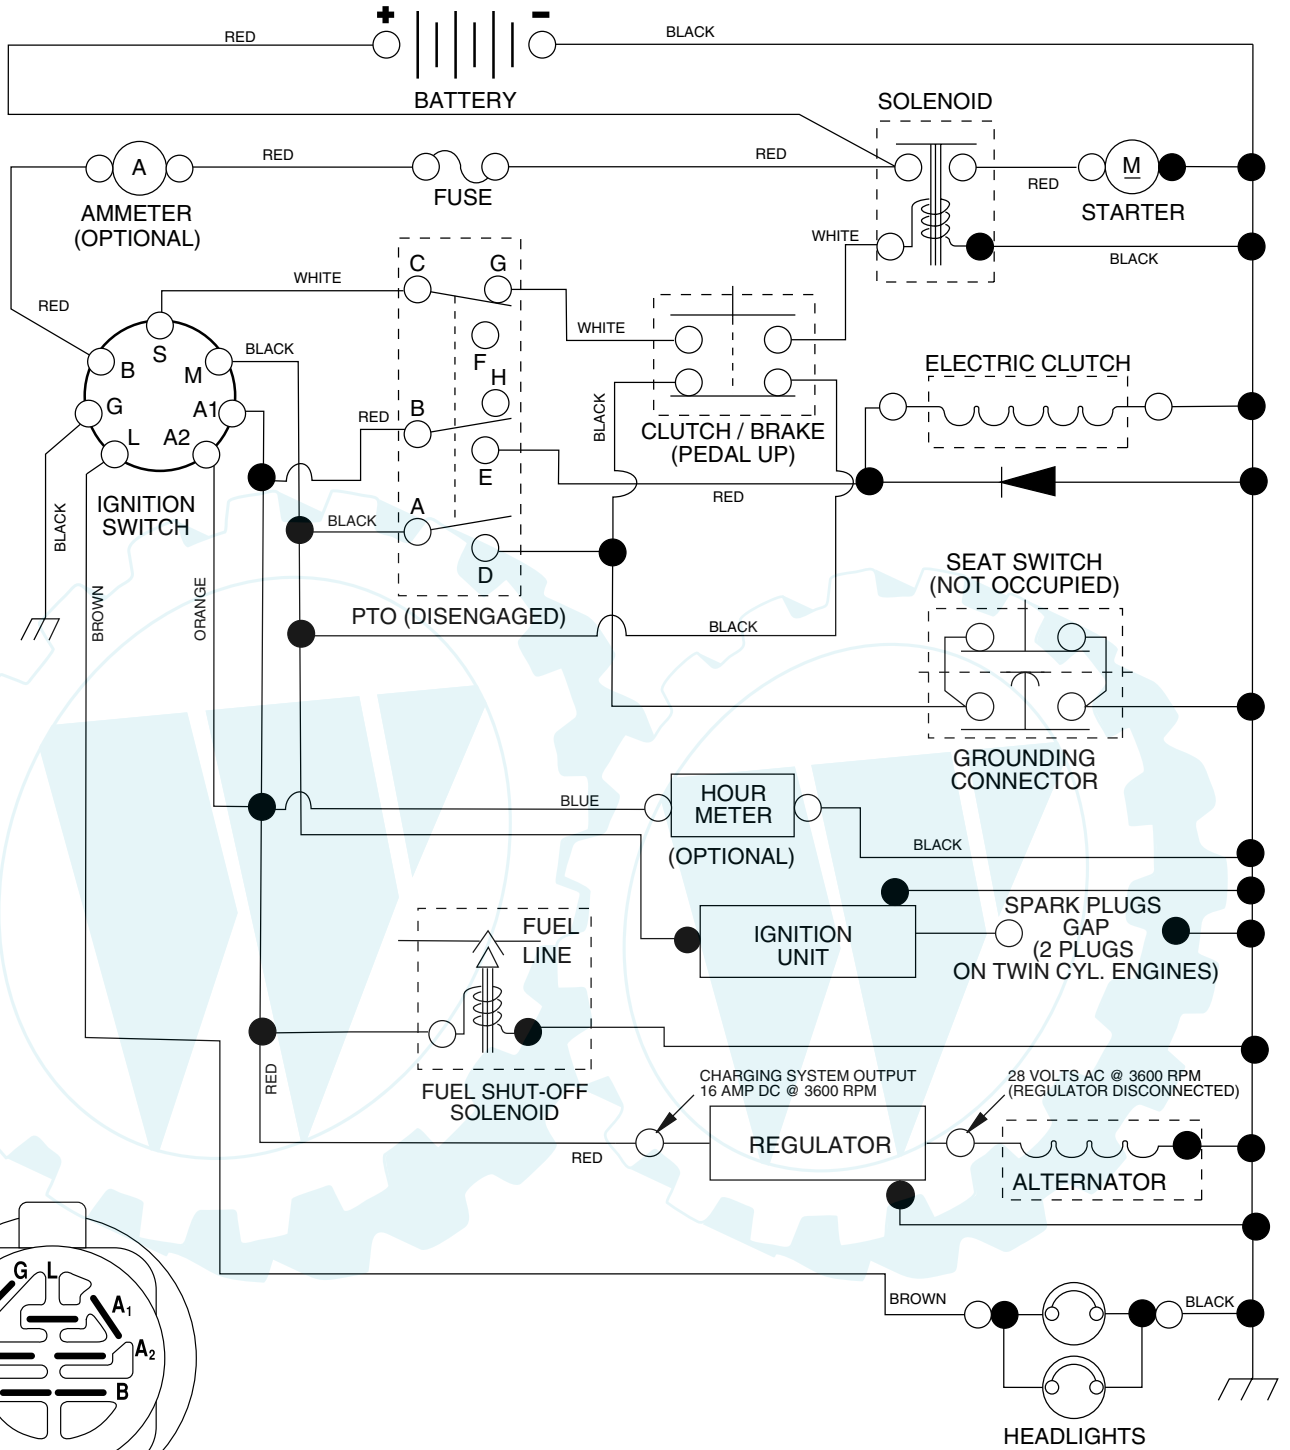 + -
RED
BLACK
BATTERY
SOLENOID
A
RED
RED
M
RED
AMMETER
(OPTIONAL)
FUSE
STARTER
WHITE
BLACK
C G
WHITE
RED
WHITE
S
BLACK
B
M
F
ELECTRIC CLUTCH
H
G
A1
RED
B
BLACK
CLUTCH / BRAKE
(PEDAL UP)
L
A2
E
RED
IGNITION
SWITCH
BLACK
BLACK
A
SEAT SWITCH
(NOT OCCUPIED)
D
BROWN
ORANGE
PTO (DISENGAGED)
BLACK
GROUNDING
CONNECTOR
HOUR
METER
BLUE
(OPTIONAL)
BLACK
SPARK PLUGS
GAP
(2 PLUGS
ON TWIN CYL. ENGINES)
IGNITION
UNIT
FUEL
LINE
RED
FUEL SHUT-OFF
SOLENOID
CHARGING SYSTEM OUTPUT
16 AMP DC @ 3600 RPM
28 VOLTS AC @ 3600 RPM
(REGULATOR DISCONNECTED)
REGULATOR
RED
ALTERNATOR
G L
A1
A2
B
BROWN
BLACK
HEADLIGHTS